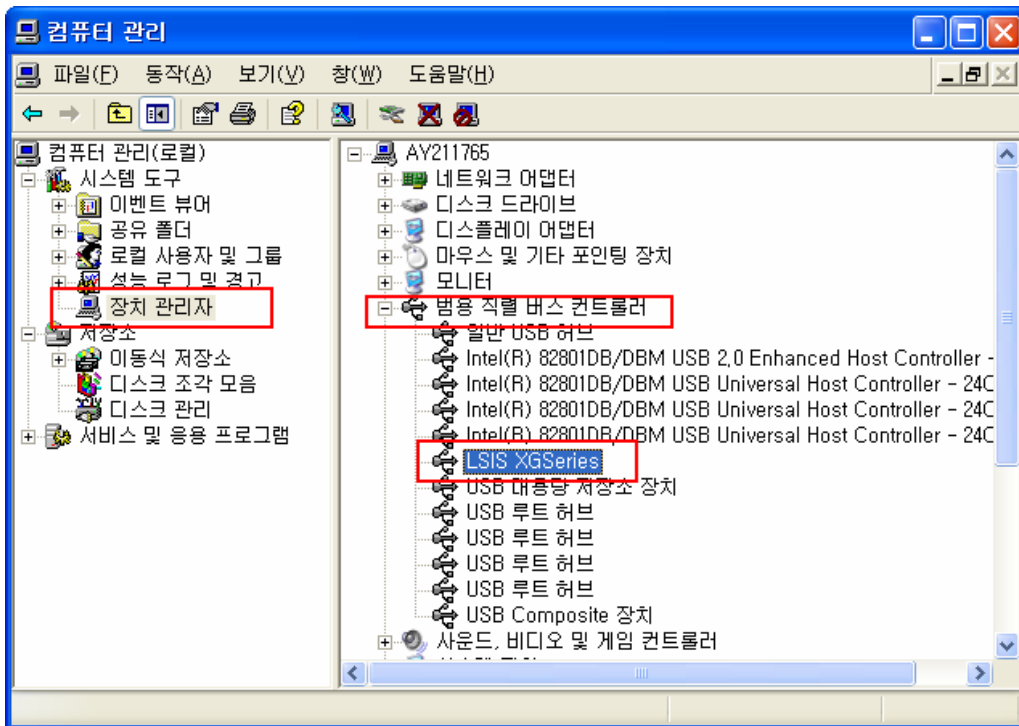 컴퓨터 관리
파일(F) 동작(A) 보기(V) 창(W) 도움말(H)
컴퓨터 관리(로컬)
시스템 도구
이벤트 뷰어
공유 폴더
로컬 사용자 및 그룹
성능 로그 및 경고
장치 관리자
저장소
이동식 저장소
디스크 조각 모음
디스크 관리
서비스 및 응용 프로그램
AY211765
네트워크 어댑터
디스크 드라이브
디스플레이 어댑터
마우스 및 기타 포인팅 장치
모니터
범용 직렬 버스 컨트롤러
일반 USB 허브
Intel(R) 82801DB/DBM USB 2,0 Enhanced Host Controller -
Intel(R) 82801DB/DBM USB Universal Host Controller - 24C
Intel(R) 82801DB/DBM USB Universal Host Controller - 24C
Intel(R) 82801DB/DBM USB Universal Host Controller - 24C
LSIS XGSeries
USB 대용량 저장소 장치
USB 루트 허브
USB 루트 허브
USB 루트 허브
USB 루트 허브
USB Composite 장치
사운드, 비디오 및 게임 컨트롤러